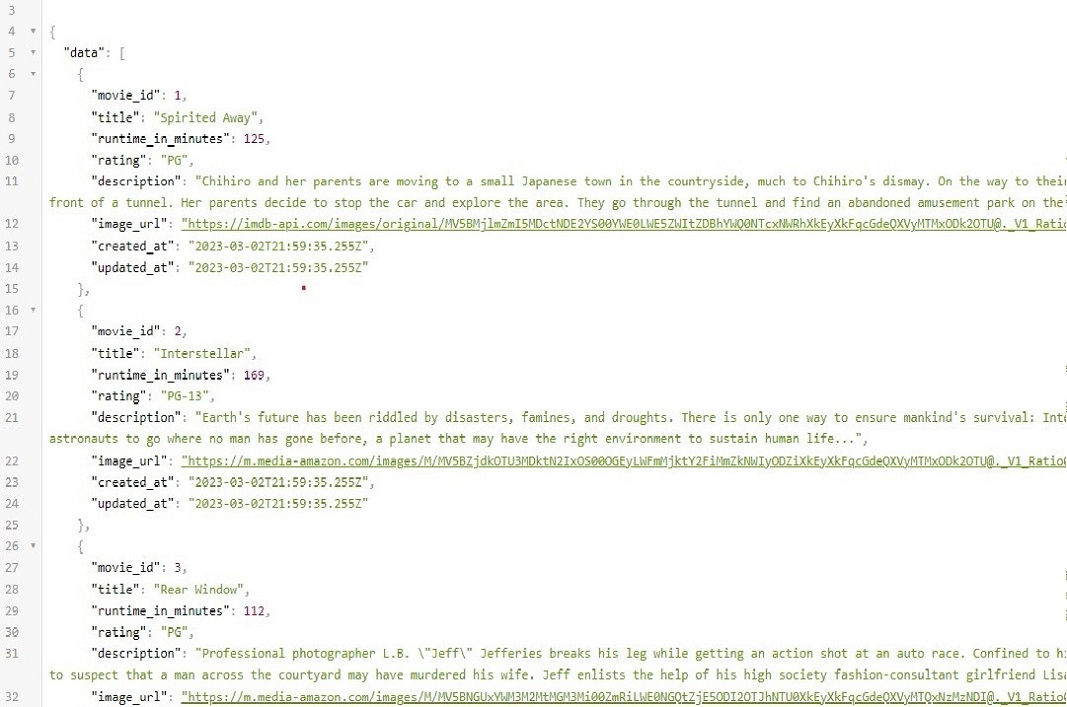 3
4 {
5 "data": [
6 {
7 "movie_id": 1,
8 "title": "Spirited Away",
9 "runtime_in_minutes": 125,
10 "rating": "PG",
11 "description": "Chihiro and her parents are moving to a small Japanese town in the countryside, much to Chihiro's dismay. On the way to their
front of a tunnel. Her parents decide to stop the car and explore the area. They go through the tunnel and find an abandoned amusement park on the
12 "image_url": "https://imdb-api.com/images/original/
13 "created_at": "2023-03-02T21:59:35.255Z",
14 "updated_at": "2023-03-02T21:59:35.255Z"
15 },
16 {
17 "movie_id": 2,
18 "title": "Interstellar",
19 "runtime_in_minutes": 169,
20 "rating": "PG-13",
21 "description": "Earth's future has been riddled by disasters, famines, and droughts. There is only one way to ensure mankind's survival: Inte
astronauts to go where no man has gone before, a planet that may have the right environment to sustain human life...",
22 "image_url": "https://m.media-amazon.com/images/M/
23 "created_at": "2023-03-02T21:59:35.255Z",
24 "updated_at": "2023-03-02T21:59:35.255Z"
25 },
26 {
27 "movie_id": 3,
28 "title": "Rear Window",
29 "runtime_in_minutes": 112,
30 "rating": "PG",
31 "description": "Professional photographer L.B. \"Jeff\" Jefferies breaks his leg while getting an action shot at an auto race. Confined to hi
to suspect that a man across the courtyard may have murdered his wife. Jeff enlists the help of his high society fashion-consultant girlfriend Lisa
32 "image_url": "https://m.media-amazon.com/images/M/